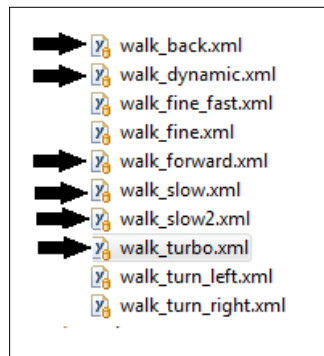 walk_back.xml
walk_dynamic.xml
walk_fine_fast.xml
walk_fine.xml
walk_forward.xml
walk_slow.xml
walk_slow2.xml
walk_turbo.xml
walk_turn_left.xml
walk_turn_right.xml